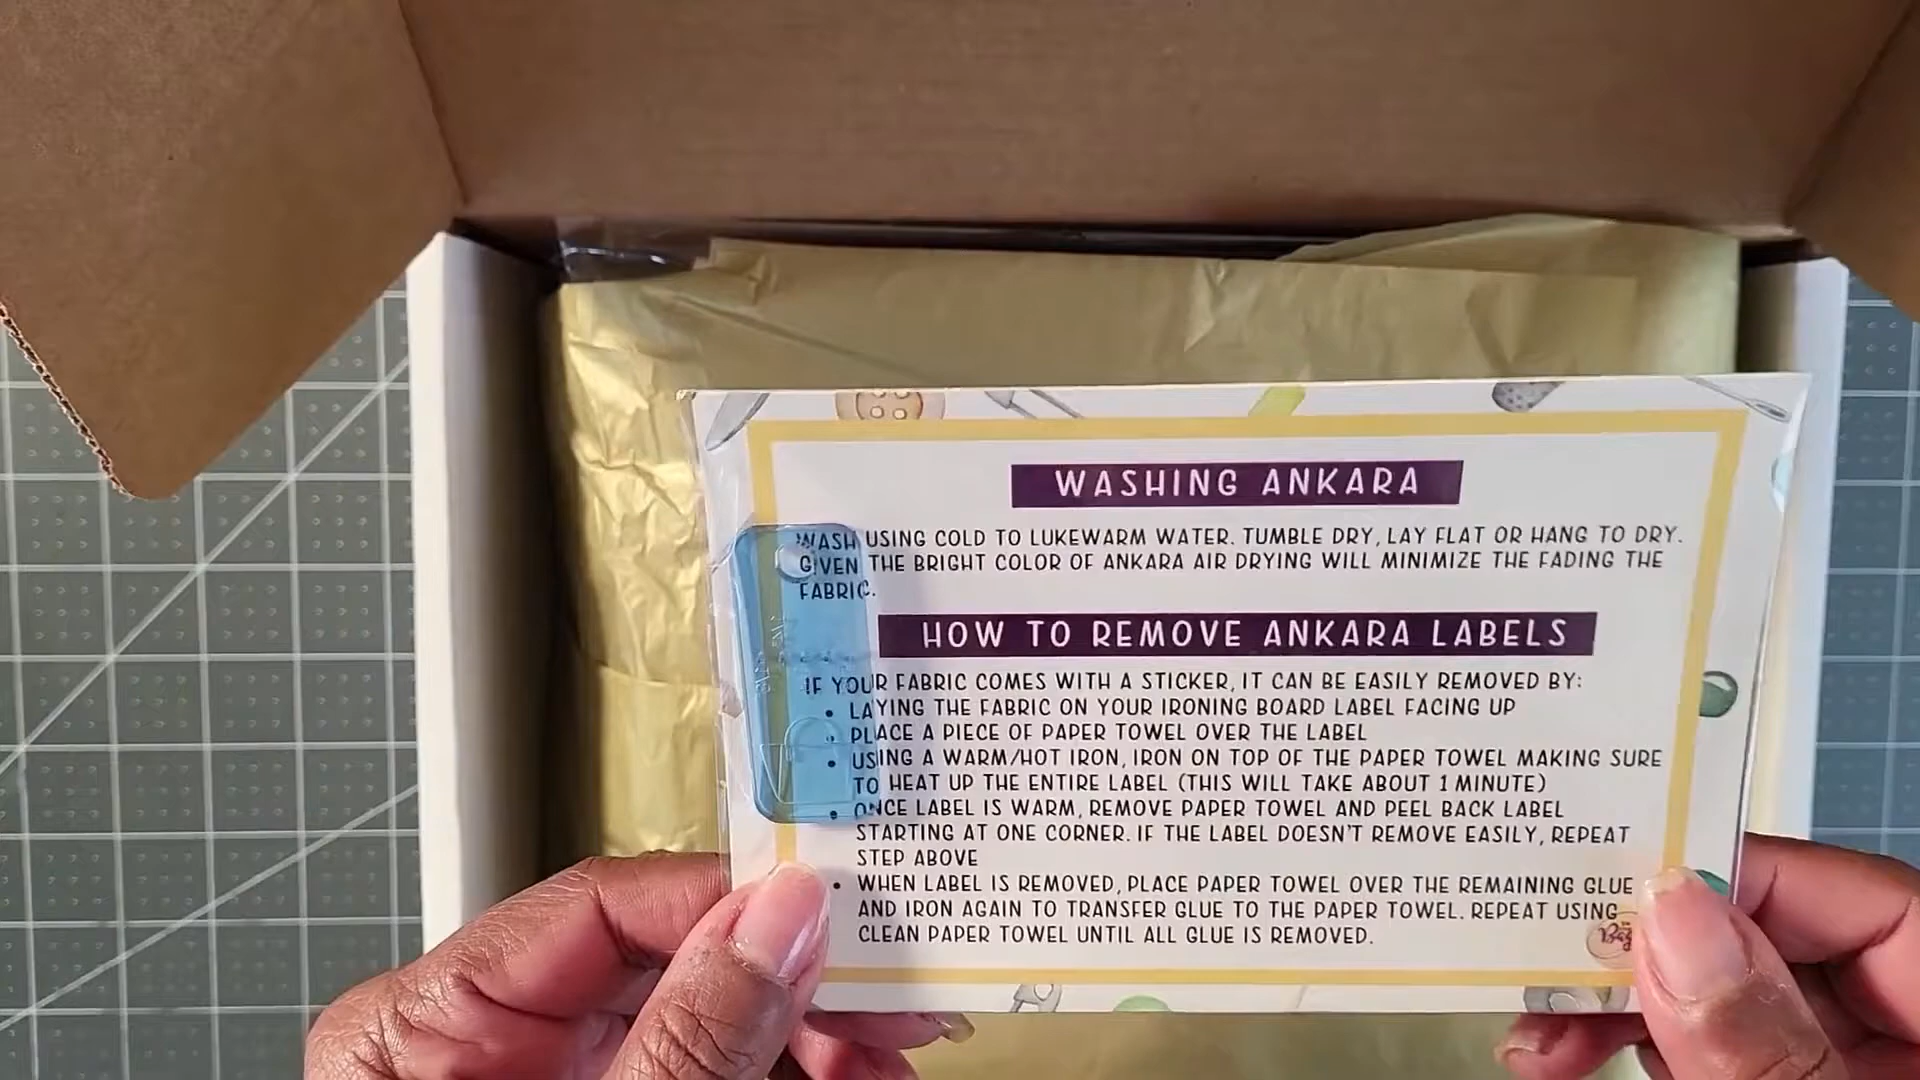 WASHING ANKARA
WASH USING COLD TO LUKEWARM WATER. TUMBLE DRY, LAY FLAT OR HANG TO DRY.
GIVEN THE BRIGHT COLOR OF ANKARA AIR DRYING WILL MINIMIZE THE FADING THE
FABRIC.
HOW TO REMOVE ANKARA LABELS
IF YOUR FABRIC COMES WITH A STICKER, IT CAN BE EASILY REMOVED BY:
• LAYING THE FABRIC ON YOUR IRONING BOARD LABEL FACING UP
• PLACE A PIECE OF PAPER TOWEL OVER THE LABEL
• USING A WARM/HOT IRON, IRON ON TOP OF THE PAPER TOWEL MAKING SURE
TO HEAT UP THE ENTIRE LABEL (THIS WILL TAKE ABOUT 1 MINUTE)
• ONCE LABEL IS WARM, REMOVE PAPER TOWEL AND PEEL BACK LABEL
STARTING AT ONE CORNER. IF THE LABEL DOESN'T REMOVE EASILY, REPEAT
STEP ABOVE
• WHEN LABEL IS REMOVED, PLACE PAPER TOWEL OVER THE REMAINING GLUE
AND IRON AGAIN TO TRANSFER GLUE TO THE PAPER TOWEL. REPEAT USING
CLEAN PAPER TOWEL UNTIL ALL GLUE IS REMOVED.